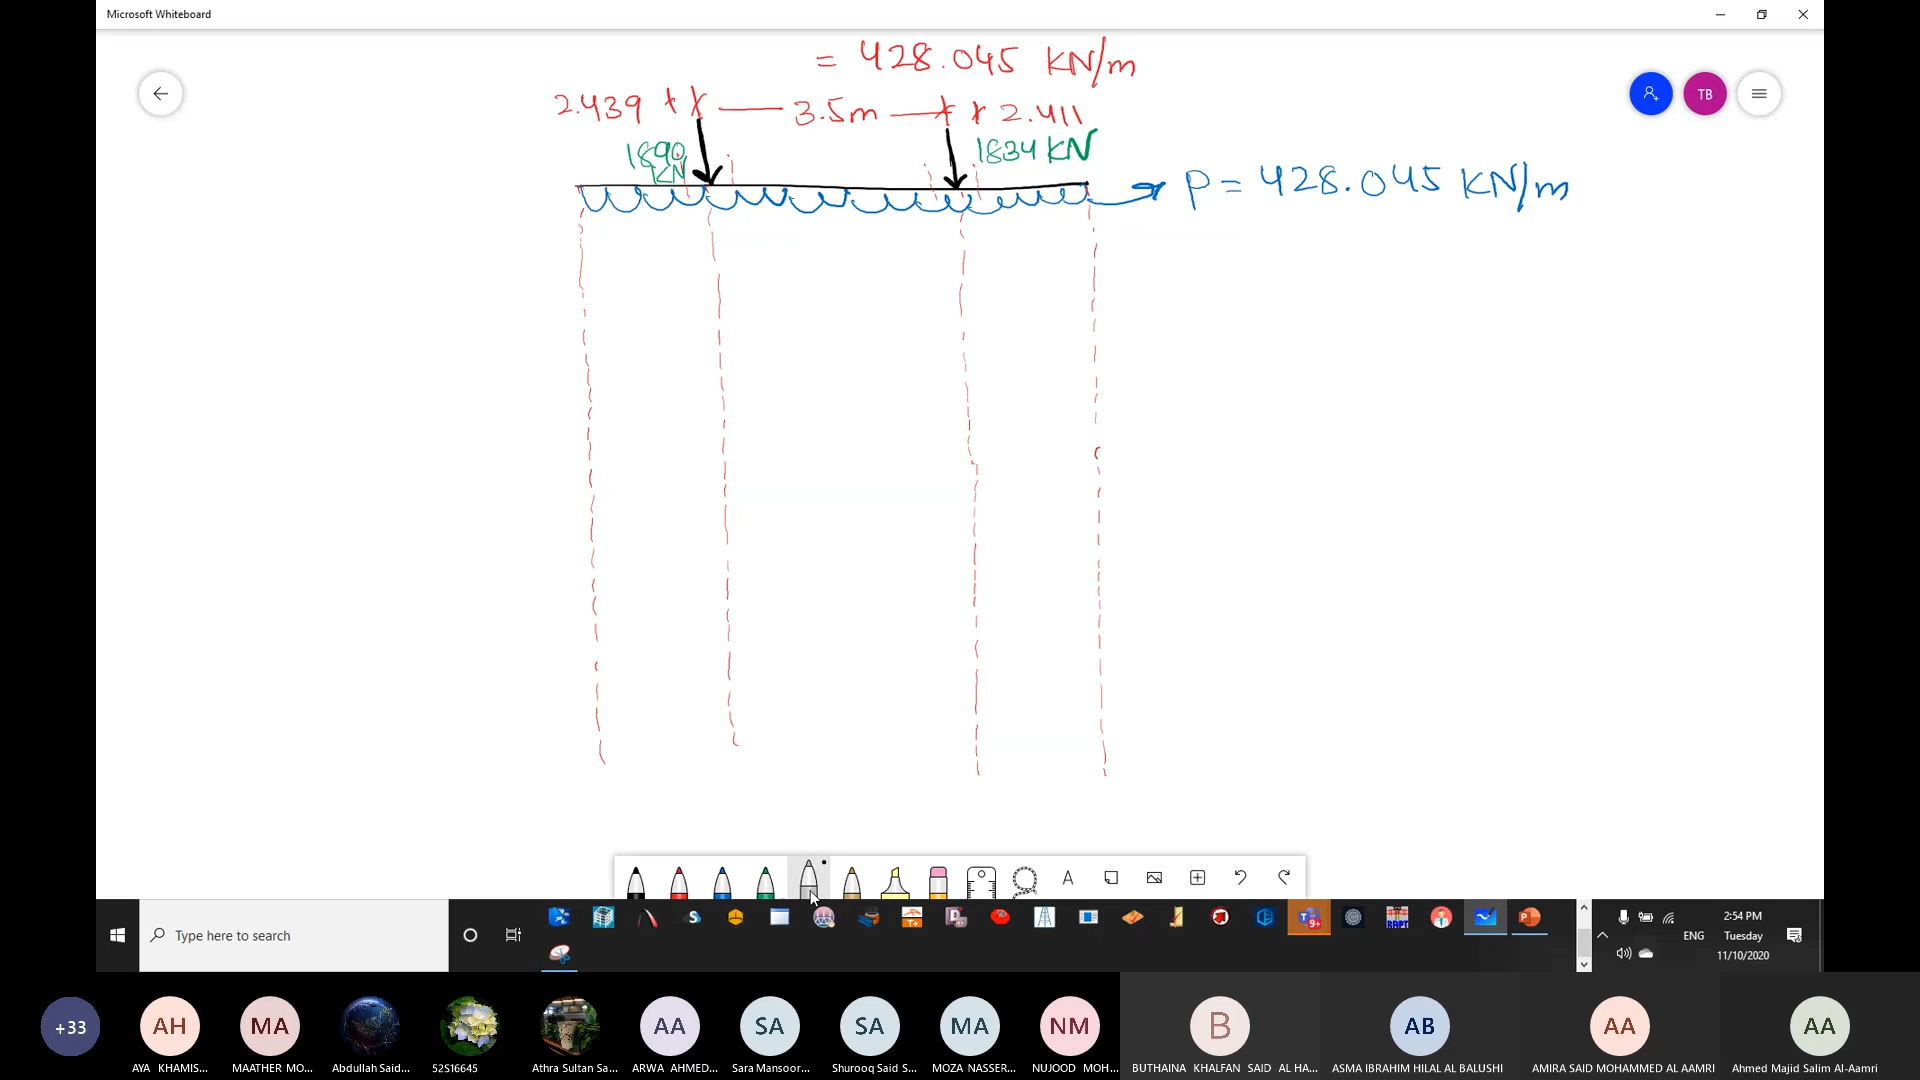 Microsoft Whiteboard
= 428.045 KN/m
2.439 3.5m 2.411
1890 KN
1834 KN
P = 428.045 KN/m
TB
A
Type here to search
ENG
2:54 PM
Tuesday
11/10/2020
+33
AH
MA
AA
SA
SA
MA
NM
B
AB
AA
AA
AYA KHAMIS...
MAATHER MO...
Abdullah Said...
52S16645
Athra Sultan Sa...
ARWA AHMED...
Sara Mansoor...
Shurooq Said S...
MOZA NASSER...
NUJOOD MOH...
BUTHAINA KHALFAN SAID AL HA...
ASMA IBRAHIM HILAL AL BALUSHI
AMIRA SAID MOHAMMED AL AAMRI
Ahmed Majid Salim Al-Aamri